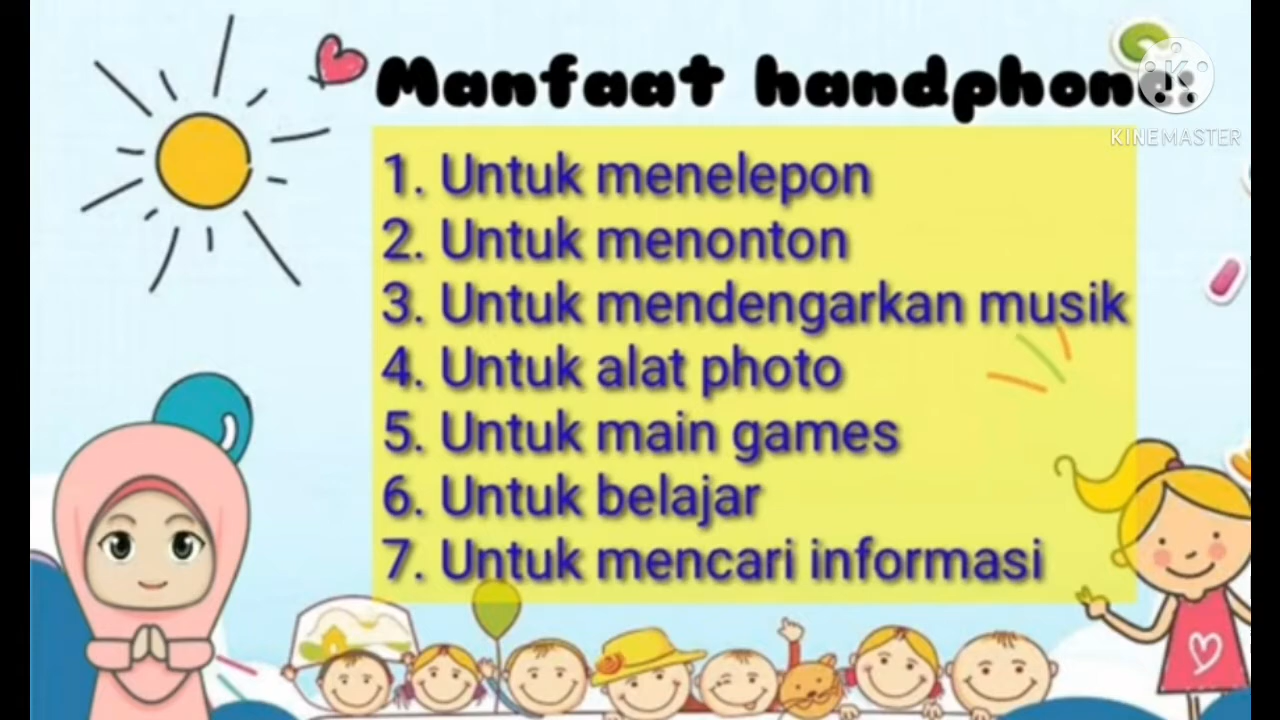 Manfaat handphone
KINEMASTER
1. Untuk menelepon
2. Untuk menonton
3. Untuk mendengarkan musik
4. Untuk alat photo
5. Untuk main games
6. Untuk belajar
7. Untuk mencari informasi